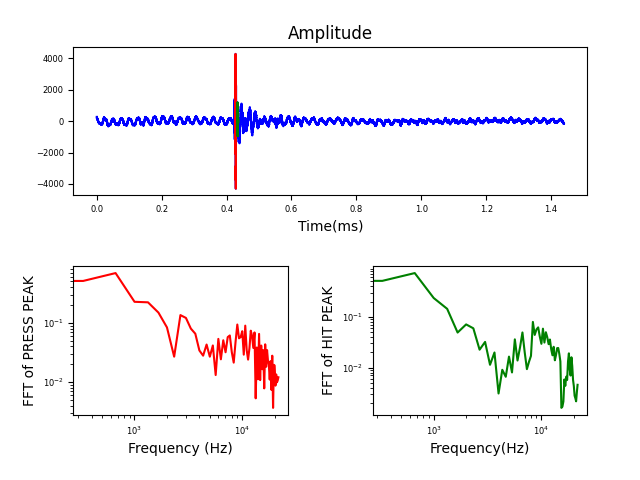 Amplitude
4000
2000
0
−2000
−4000
0.0 0.2 0.4 0.6 0.8 1.0 1.2 1.4
Time(ms)
FFT of PRESS PEAK
10⁻¹
10⁻²
10³ 10⁴
Frequency (Hz)
FFT of HIT PEAK
10⁻¹
10⁻²
10³ 10⁴
Frequency(Hz)